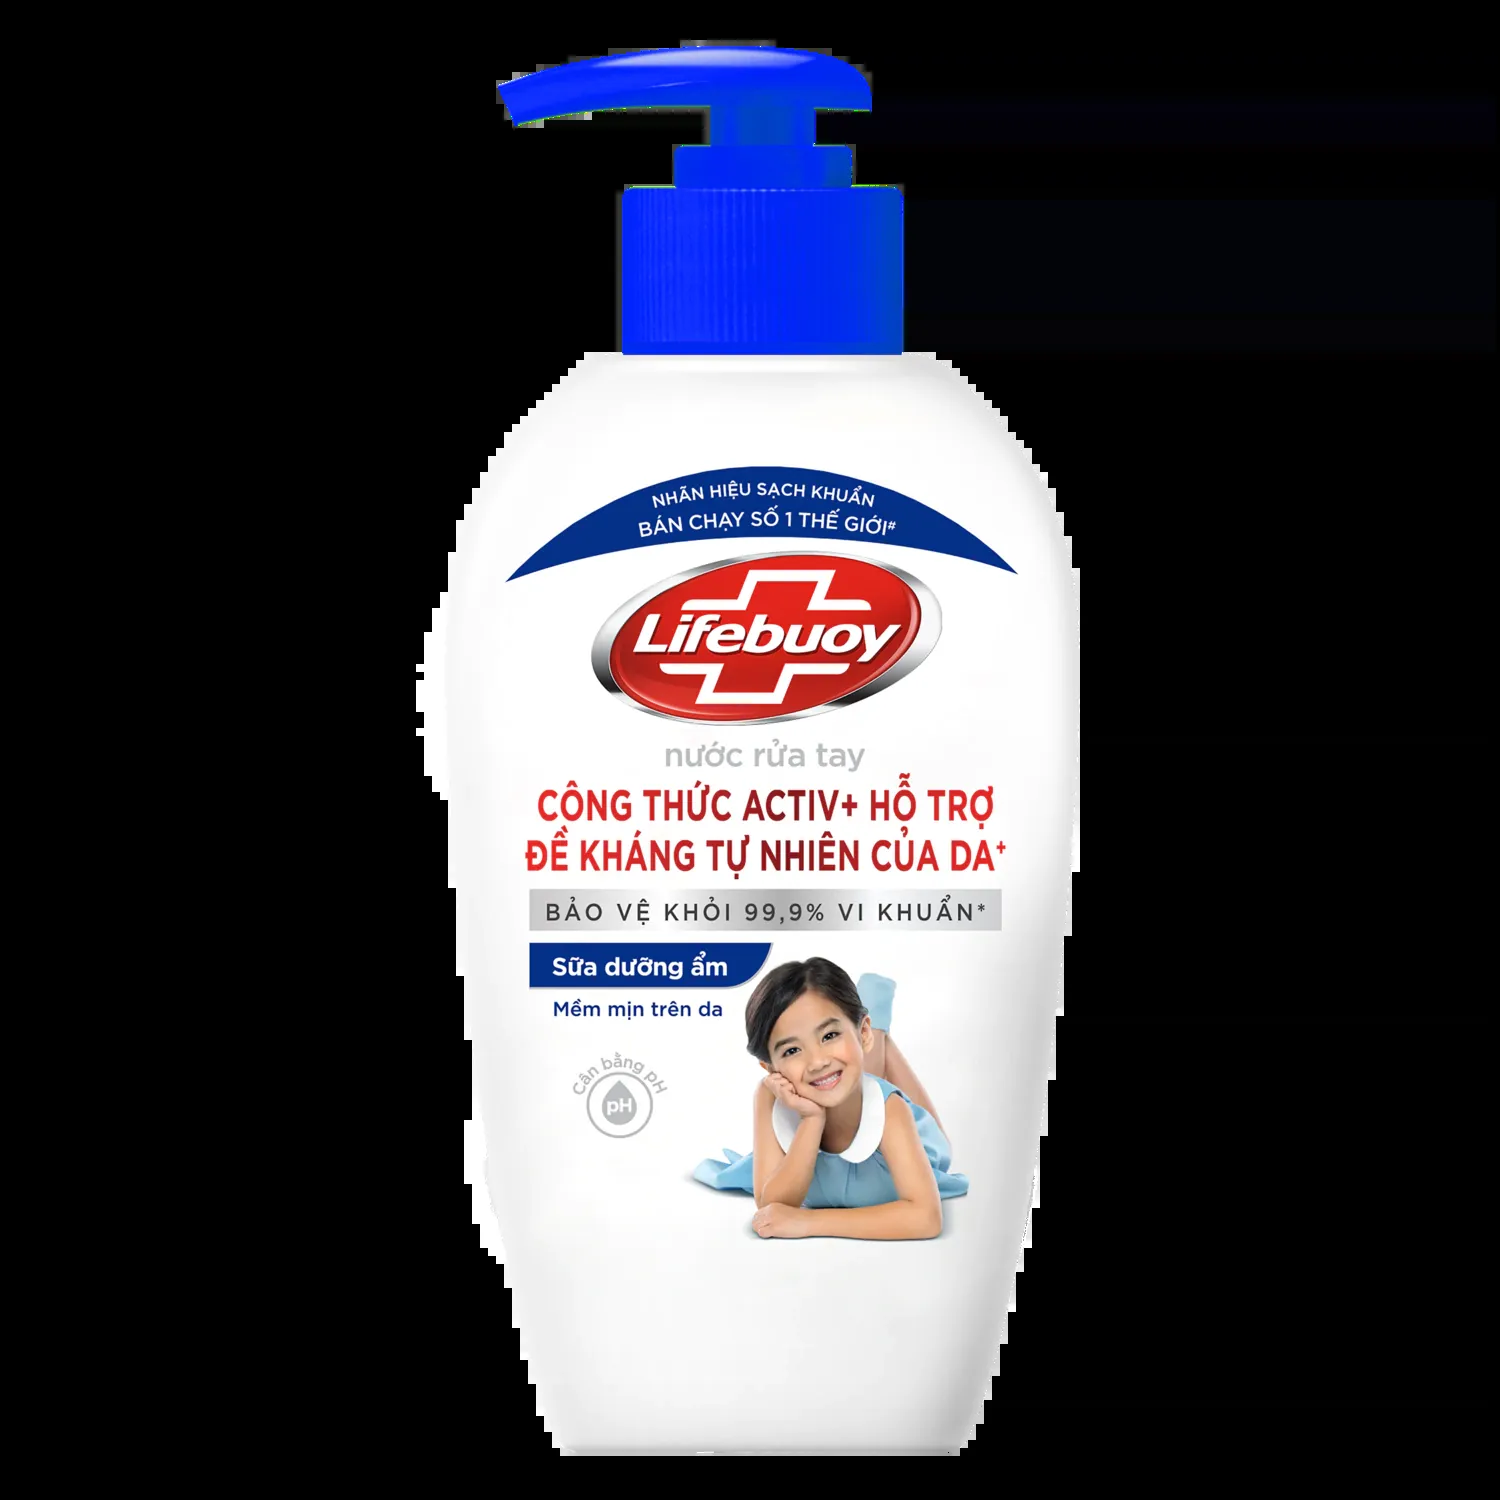 NHÃN HIỆU SẠCH KHUẨN
BÁN CHẠY SỐ 1 THẾ GIỚI#
Lifebuoy
nước rửa tay
CÔNG THỨC ACTIV+ HỖ TRỢ
ĐỀ KHÁNG TỰ NHIÊN CỦA DA+
BẢO VỆ KHỎI 99,9% VI KHUẨN*
Sữa dưỡng ẩm
Mềm mịn trên da
Cân bằng pH
pH